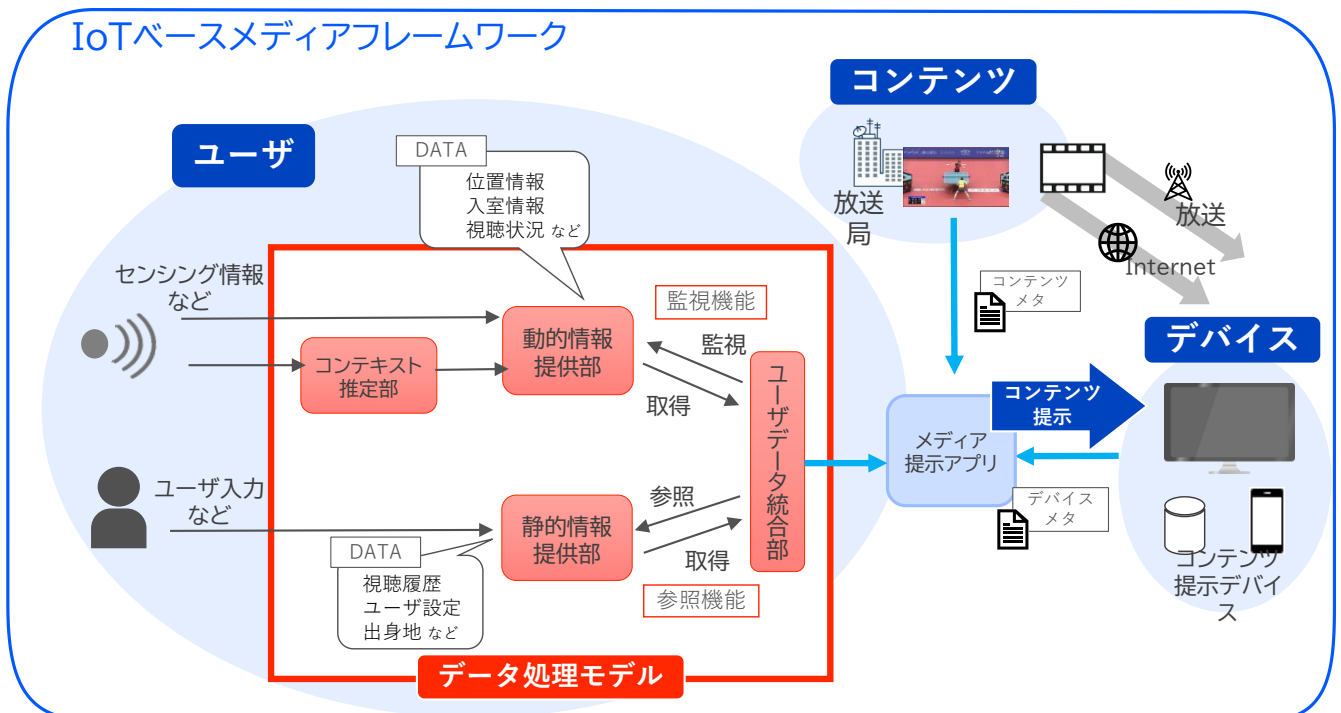 IoTベースメディアフレームワーク
コンテンツ
ユーザ
DATA
位置情報
入室情報
視聴状況 など
放送
局
放送
Internet
センシング情報
など
コンテンツ
メタ
監視機能
デバイス
動的情報
提供部
監視
コンテキスト
推定部
取得
ユーザデータ統合部
コンテンツ
提示
メディア
提示アプリ
ユーザ入力
など
参照
デバイス
メタ
静的情報
提供部
DATA
取得
コンテンツ
提示デバイ
ス
視聴履歴
ユーザ設定
出身地 など
参照機能
データ処理モデル